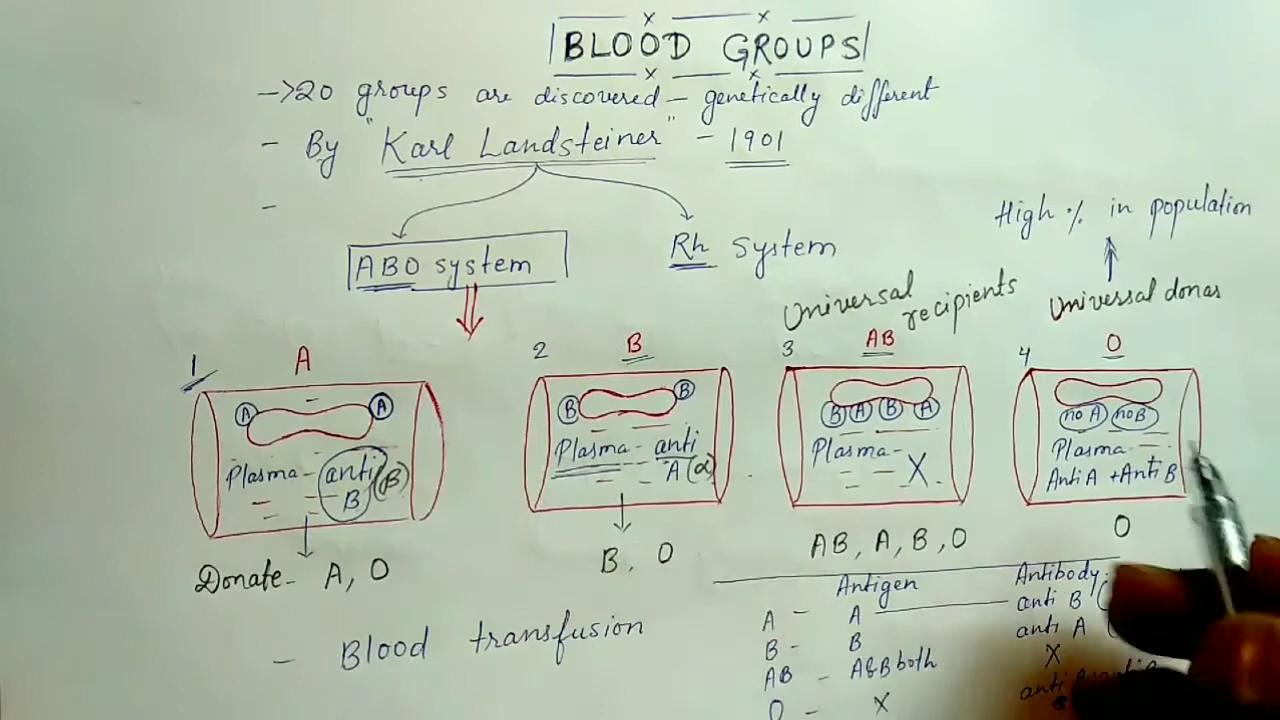 BLOOD GROUPS
->20 groups are discovered - genetically different
- By "Karl Landsteiner" - 1901
-
ABO system
Rh system
High % in population
Universal recipients
Universal donas
1 A
2 B
3 AB
4 O
A A
Plasma - anti B (β)
B B
Plasma - anti A (α)
B A B A
Plasma - X
no A no B
Plasma -
Anti A + Anti B
Donate - A, O
B, O
AB, A, B, O
O
- Blood transfusion
Antigen Antibody
A - A anti B
B - B anti A
AB - A&B both X
O - X anti